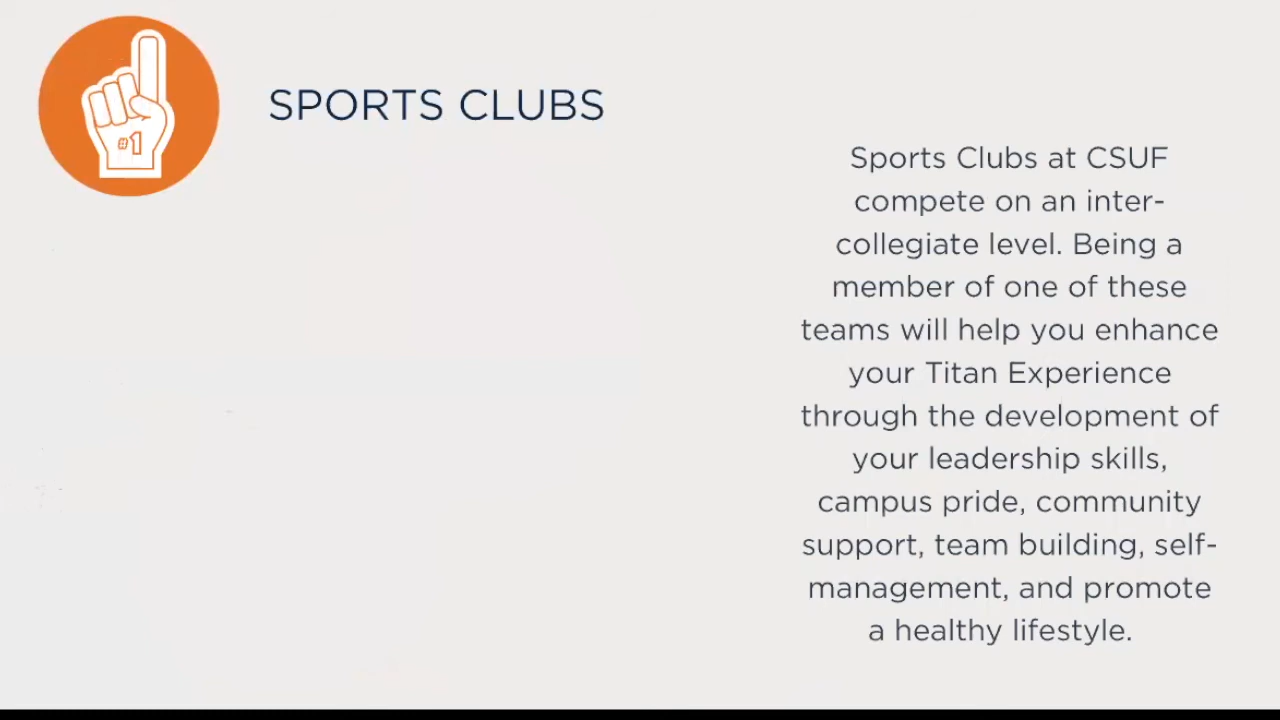 #1
SPORTS CLUBS
Sports Clubs at CSUF
compete on an inter-
collegiate level. Being a
member of one of these
teams will help you enhance
your Titan Experience
through the development of
your leadership skills,
campus pride, community
support, team building, self-
management, and promote
a healthy lifestyle.